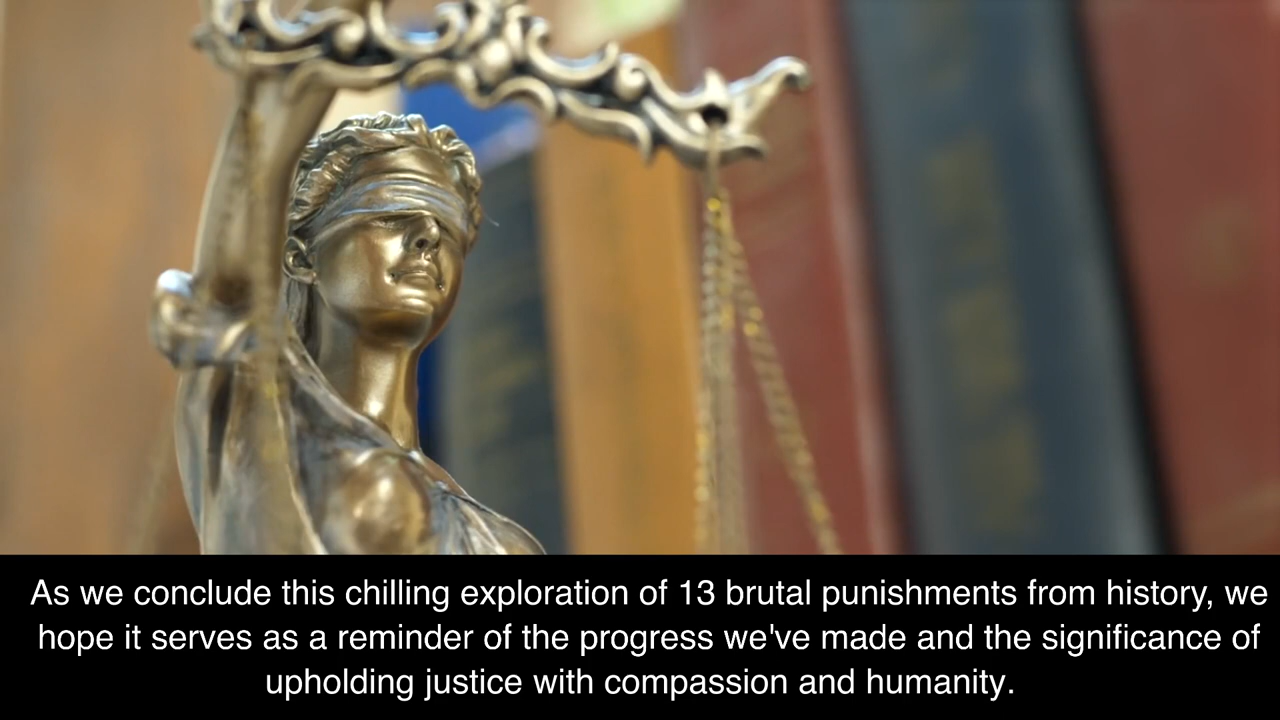 As we conclude this chilling exploration of 13 brutal punishments from history, we
hope it serves as a reminder of the progress we've made and the significance of
upholding justice with compassion and humanity.